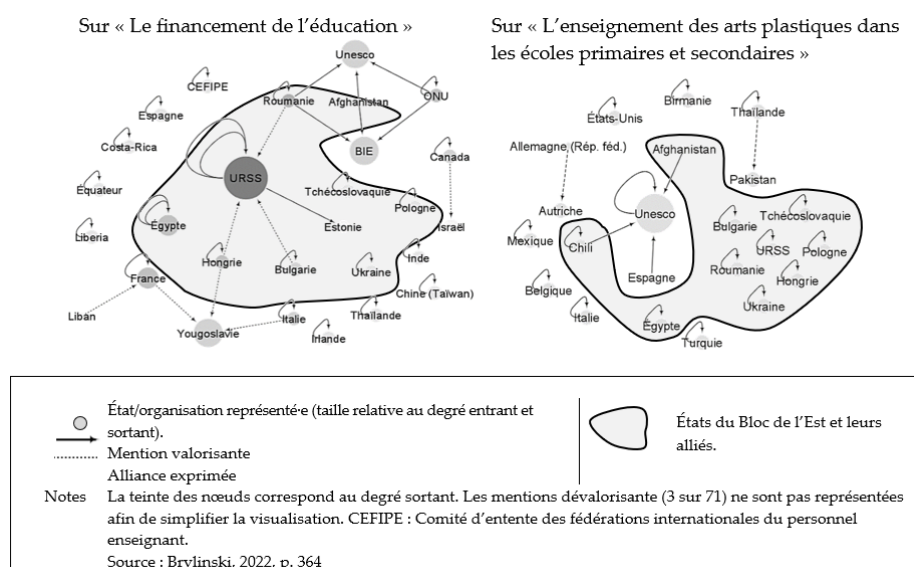 Sur « Le financement de l’éducation »
Unesco
CEFIPE
Roumanie
Afghanistan
ONU
Espagne
Costa-Rica
BIE
Canada
URSS
Équateur
Tchécoslovaquie
Pologne
Égypte
Estonie
Israël
Liberia
Hongrie
Bulgarie
Ukraine
Inde
France
Chine (Taïwan)
Liban
Yougoslavie
Italie
Thaïlande
Irlande
Sur « L’enseignement des arts plastiques dans
les écoles primaires et secondaires »
Birmanie
États-Unis
Thaïlande
Allemagne (Rép. féd.)
Afghanistan
Pakistan
Autriche
Unesco
Tchécoslovaquie
Bulgarie
Mexique
Chili
URSS
Pologne
Roumanie
Espagne
Hongrie
Belgique
Ukraine
Italie
Égypte
Turquie
État/organisation représenté·e (taille relative au degré entrant et
sortant).
Mention valorisante
Alliance exprimée
États du Bloc de l’Est et leurs
alliés.
Notes La teinte des nœuds correspond au degré sortant. Les mentions dévalorisante (3 sur 71) ne sont pas représentées
afin de simplifier la visualisation. CEFIPE : Comité d’entente des fédérations internationales du personnel
enseignant.
Source : Brylinski, 2022, p. 364